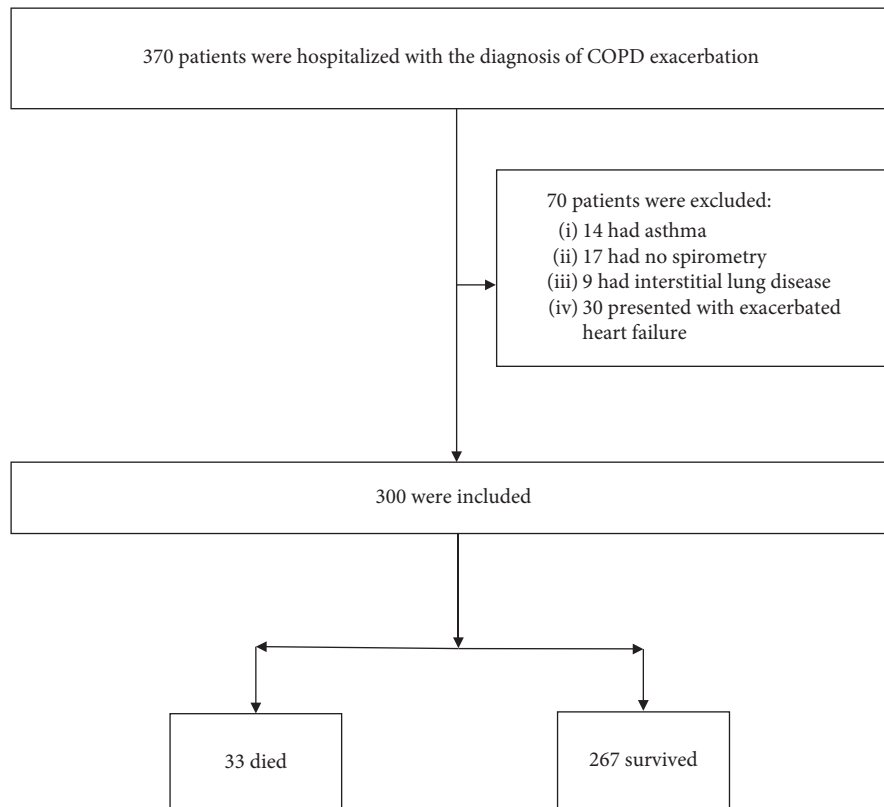 370 patients were hospitalized with the diagnosis of COPD exacerbation
70 patients were excluded:
(i) 14 had asthma
(ii) 17 had no spirometry
(iii) 9 had interstitial lung disease
(iv) 30 presented with exacerbated
heart failure
300 were included
33 died
267 survived